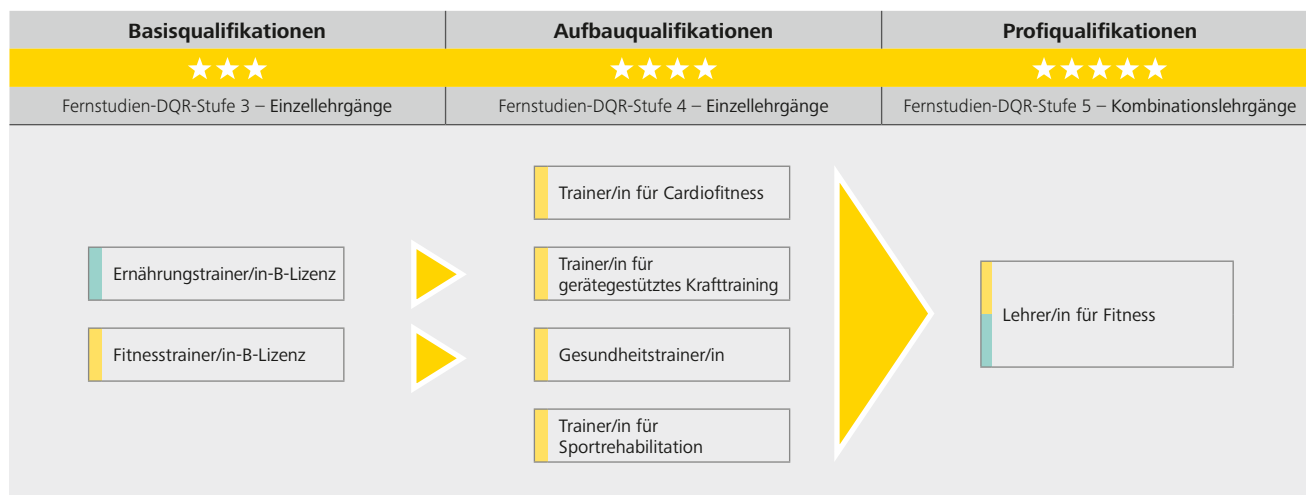 Basisqualifikationen
Aufbauqualifikationen
Profiqualifikationen
Fernstudien-DQR-Stufe 3 – Einzellehrgänge
Fernstudien-DQR-Stufe 4 – Einzellehrgänge
Fernstudien-DQR-Stufe 5 – Kombinationslehrgänge
Ernährungstrainer/in-B-Lizenz
Fitnesstrainer/in-B-Lizenz
Trainer/in für Cardiofitness
Trainer/in für
gerätegestütztes Krafttraining
Gesundheitstrainer/in
Trainer/in für
Sportrehabilitation
Lehrer/in für Fitness